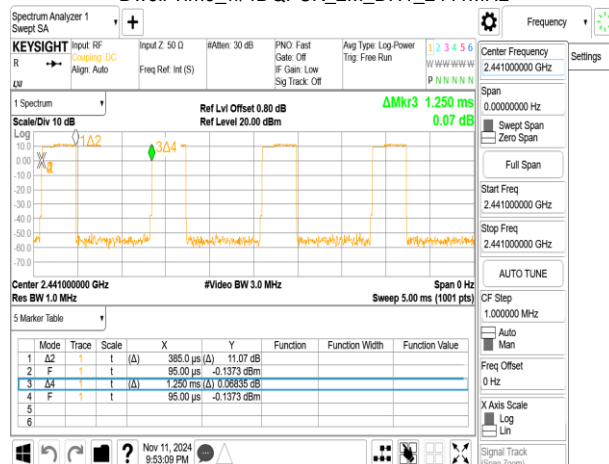 Spectrum Analyzer 1
Swept SA
+
Frequency
KEYSIGHT
R
Input: RF
Coupling: DC
Align: Auto
Input Z: 50 Ω
Freq Ref: Int (S)
#Atten: 30 dB
PNO: Fast
Gate: Off
IF Gain: Low
Sig Track: Off
Avg Type: Log-Power
Trig: Free Run
1 2 3 4 5 6
W W W W W W
P N N N N N
Center Frequency
2.441000000 GHz
Settings
1 Spectrum
Scale/Div 10 dB
Ref Lvl Offset 0.80 dB
Ref Level 20.00 dBm
ΔMkr3 1.250 ms
0.07 dB
Span
0.00000000 Hz
Swept Span
Zero Span
Full Span
Start Freq
2.441000000 GHz
Stop Freq
2.441000000 GHz
AUTO TUNE
CF Step
1.000000 MHz
Auto
Man
Freq Offset
0 Hz
X Axis Scale
Log
Lin
Signal Track
(Span Zoom)
Log
10.0
0.00
-10.0
-20.0
-30.0
-40.0
-50.0
-60.0
-70.0
1Δ2
3Δ4
Center 2.441000000 GHz
Res BW 1.0 MHz
#Video BW 3.0 MHz
Span 0 Hz
Sweep 5.00 ms (1001 pts)
5 Marker Table
Mode Trace Scale X Y Function Function Width Function Value
1 Δ2 1 t (Δ) 385.0 µs (Δ) 11.07 dB
2 F 1 t 95.00 µs -0.1373 dBm
3 Δ4 1 t (Δ) 1.250 ms (Δ) 0.06835 dB
4 F 1 t 95.00 µs -0.1373 dBm
5
6
?
Nov 11, 2024
9:53:09 PM